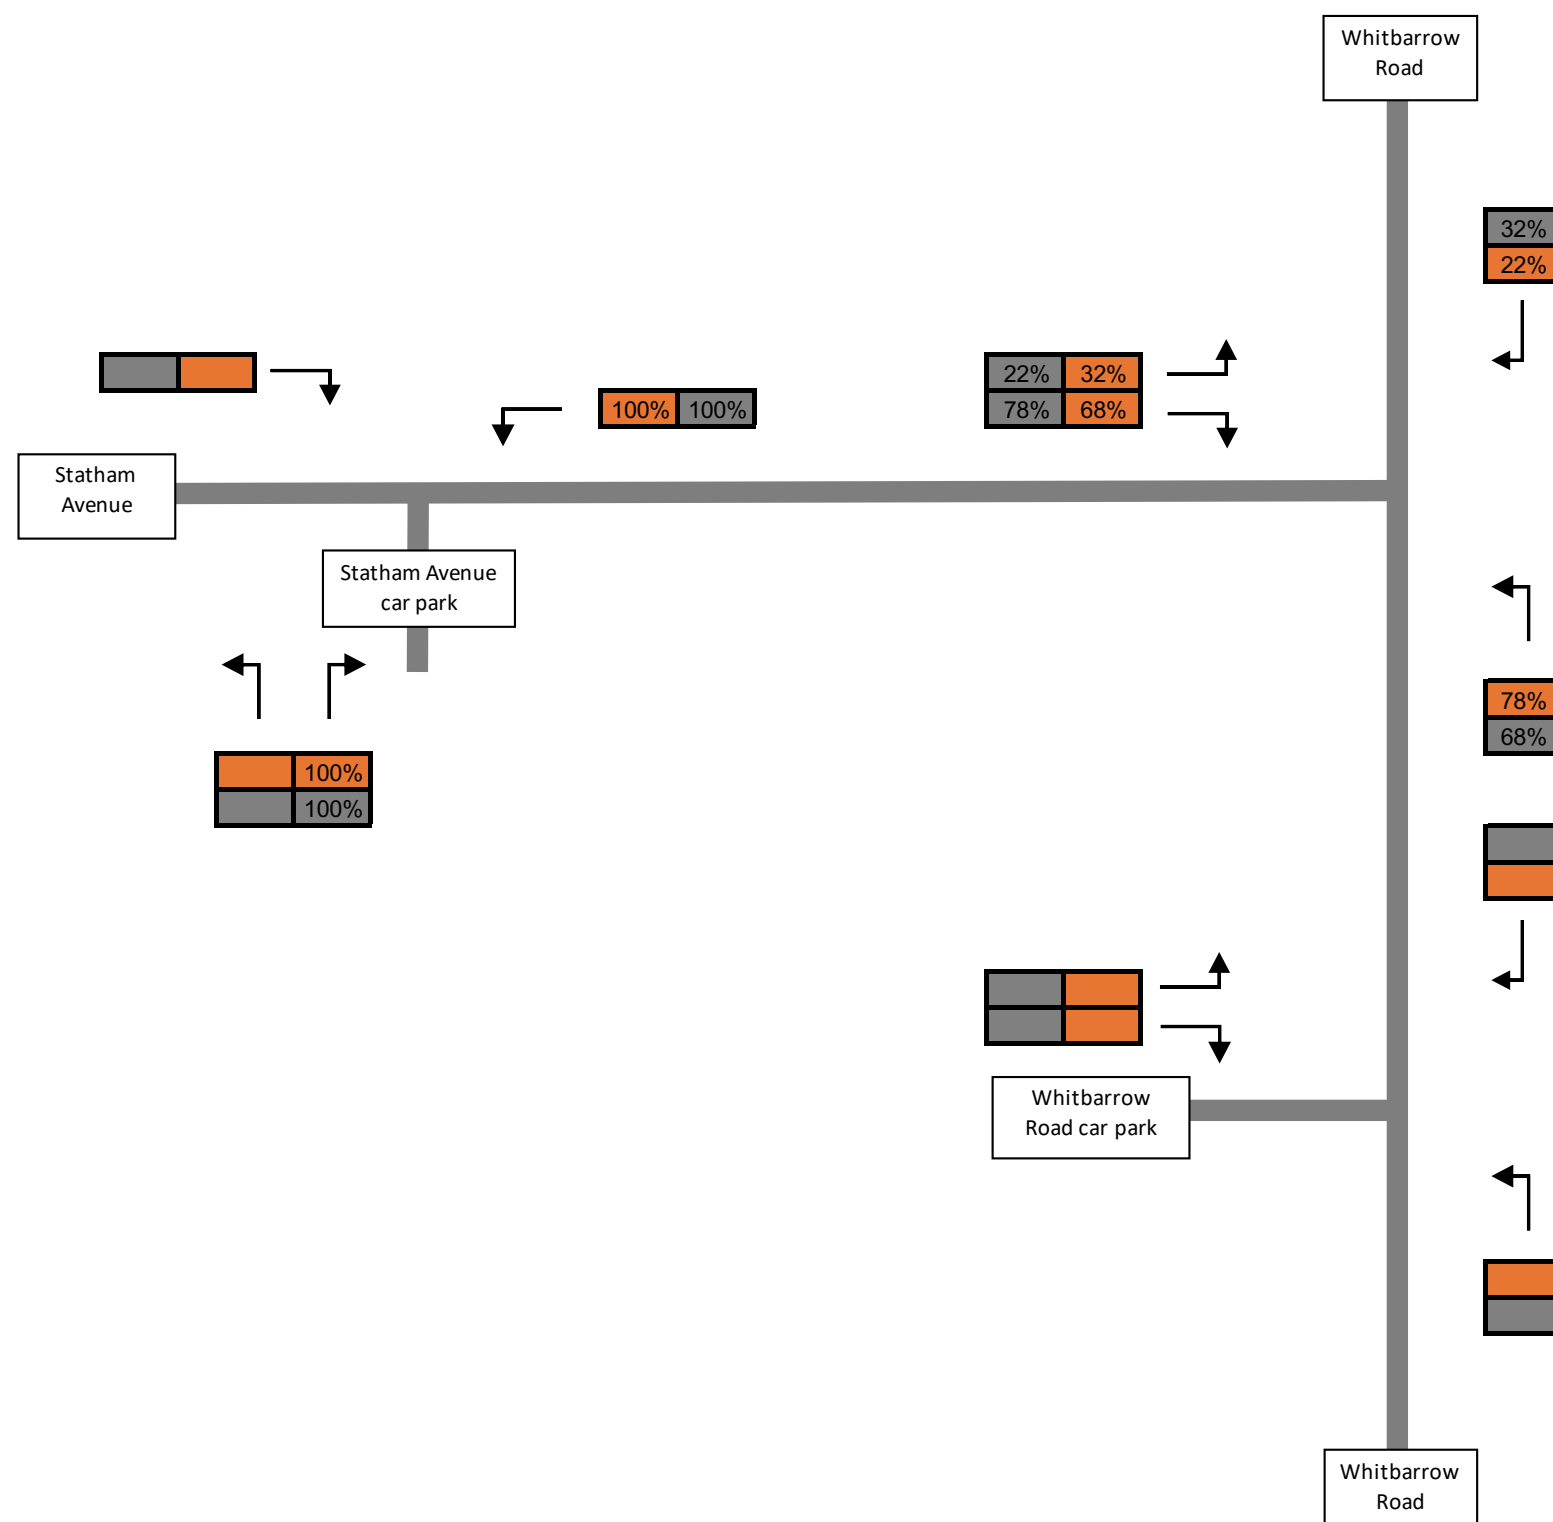 Whitbarrow
Road
32%
22%
22% 32%
100% 100%
78% 68%
Statham
Avenue
Statham Avenue
car park
78%
68%
100%
100%
Whitbarrow
Road car park
Whitbarrow
Road